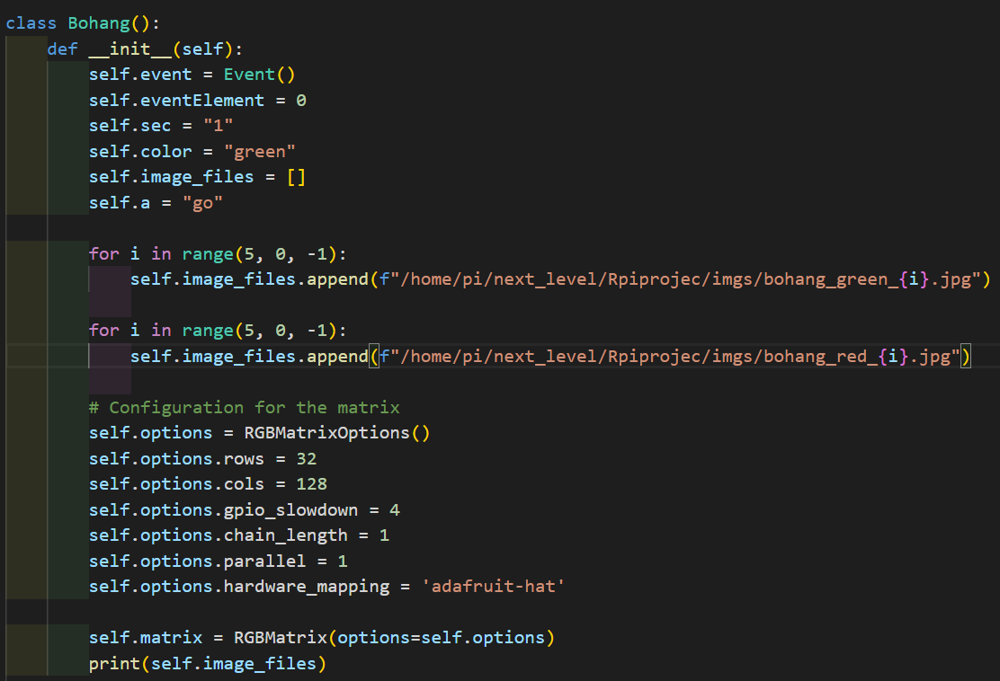 class Bohang():
    def __init__(self):
        self.event = Event()
        self.eventElement = 0
        self.sec = "1"
        self.color = "green"
        self.image_files = []
        self.a = "go"

        for i in range(5, 0, -1):
            self.image_files.append(f"/home/pi/next_level/Rpiprojec/imgs/bohang_green_{i}.jpg")

        for i in range(5, 0, -1):
            self.image_files.append(f"/home/pi/next_level/Rpiprojec/imgs/bohang_red_{i}.jpg")

        # Configuration for the matrix
        self.options = RGBMatrixOptions()
        self.options.rows = 32
        self.options.cols = 128
        self.options.gpio_slowdown = 4
        self.options.chain_length = 1
        self.options.parallel = 1
        self.options.hardware_mapping = 'adafruit-hat'

        self.matrix = RGBMatrix(options=self.options)
        print(self.image_files)